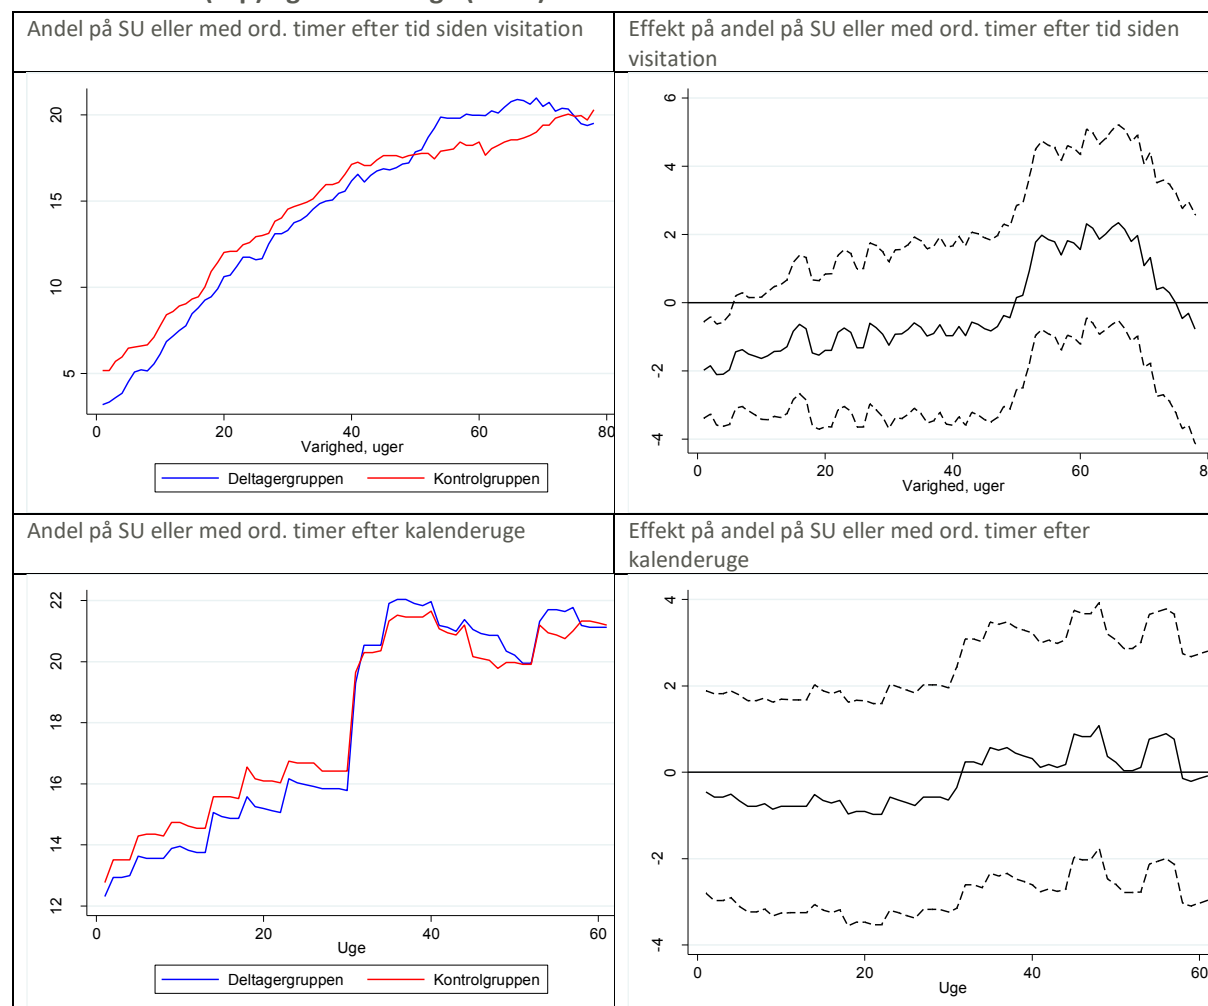 Andel på SU eller med ord. timer efter tid siden visitation
Effekt på andel på SU eller med ord. timer efter tid siden
visitation
20
15
10
5
0 20 40 60 80
Varighed, uger
Deltagergruppen Kontrolgruppen
6
4
2
0
-2
-4
0 20 40 60
Varighed, uger
Andel på SU eller med ord. timer efter kalenderuge
Effekt på andel på SU eller med ord. timer efter
kalenderuge
22
20
18
16
14
12
0 20 40 60
Uge
Deltagergruppen Kontrolgruppen
4
2
0
-2
-4
0 20 40 60
Uge